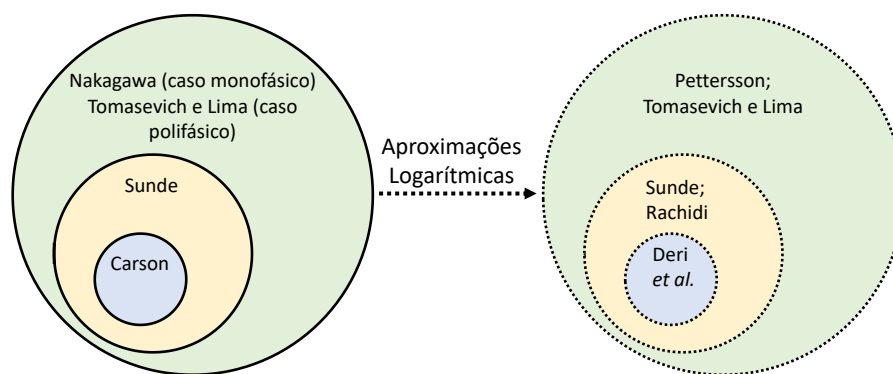 Nakagawa (caso monofásico)
Tomasevich e Lima (caso
polifásico)
Sunde
Carson
Aproximações
Logarítmicas
Pettersson;
Tomasevich e Lima
Sunde;
Rachidi
Deri
et al.